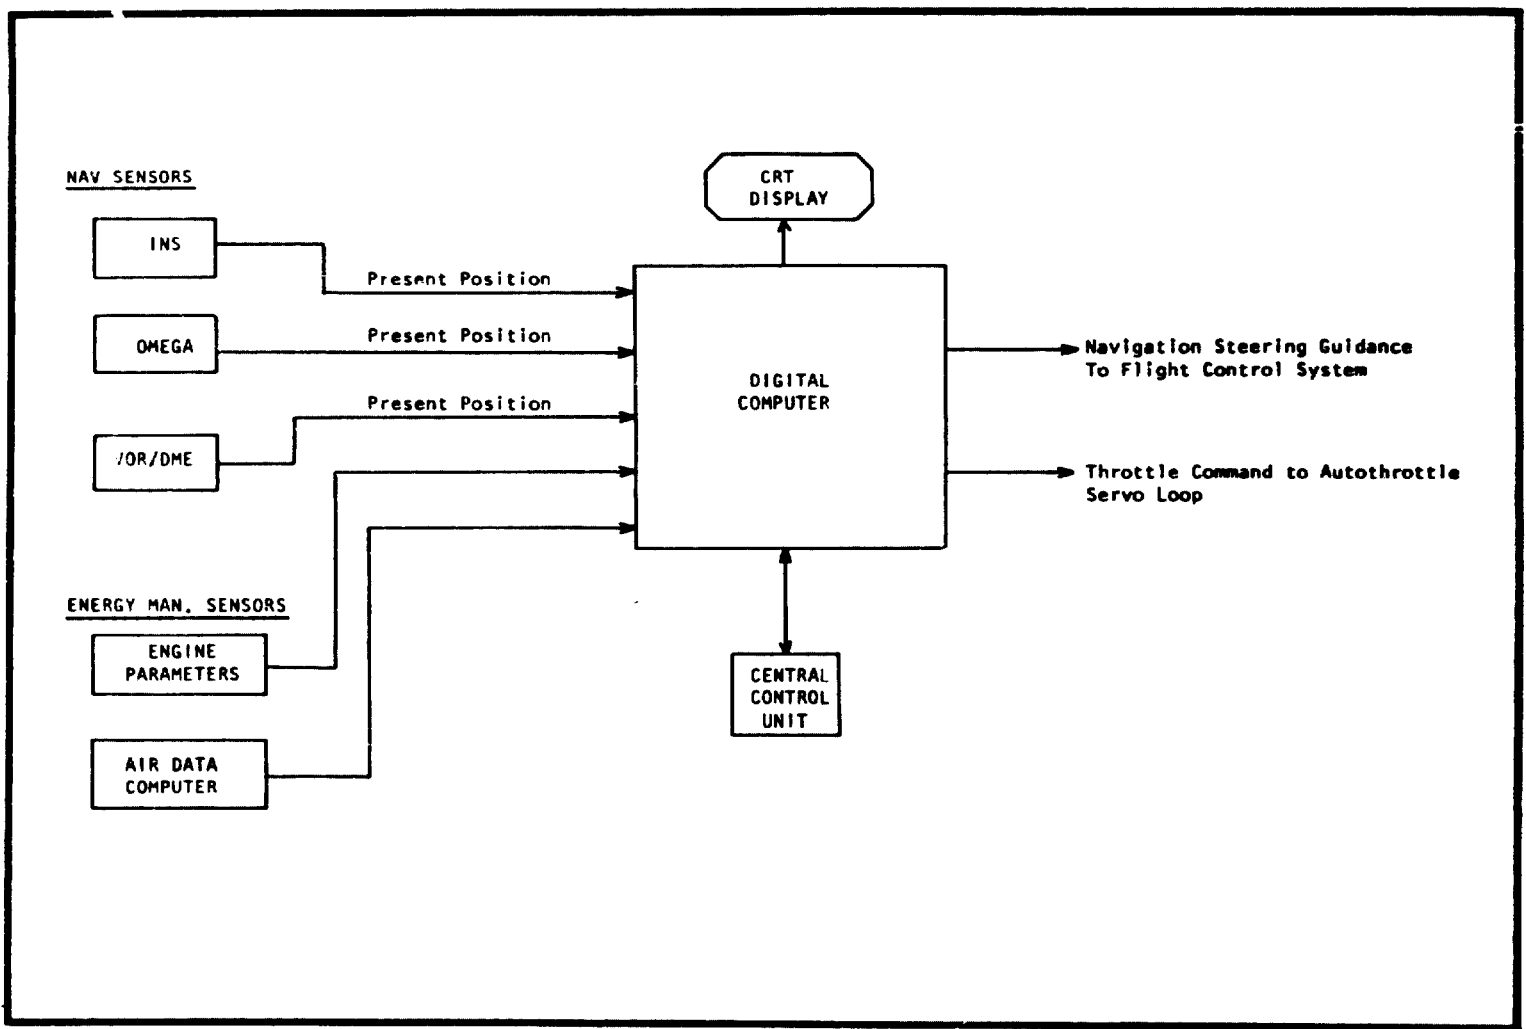 NAV SENSORS
INS
OMEGA
VOR/DME
Present Position
Present Position
Present Position
ENERGY MAN. SENSORS
ENGINE
PARAMETERS
AIR DATA
COMPUTER
CRT
DISPLAY
DIGITAL
COMPUTER
CENTRAL
CONTROL
UNIT
Navigation Steering Guidance
To Flight Control System
Throttle Command to Autothrottle
Servo Loop